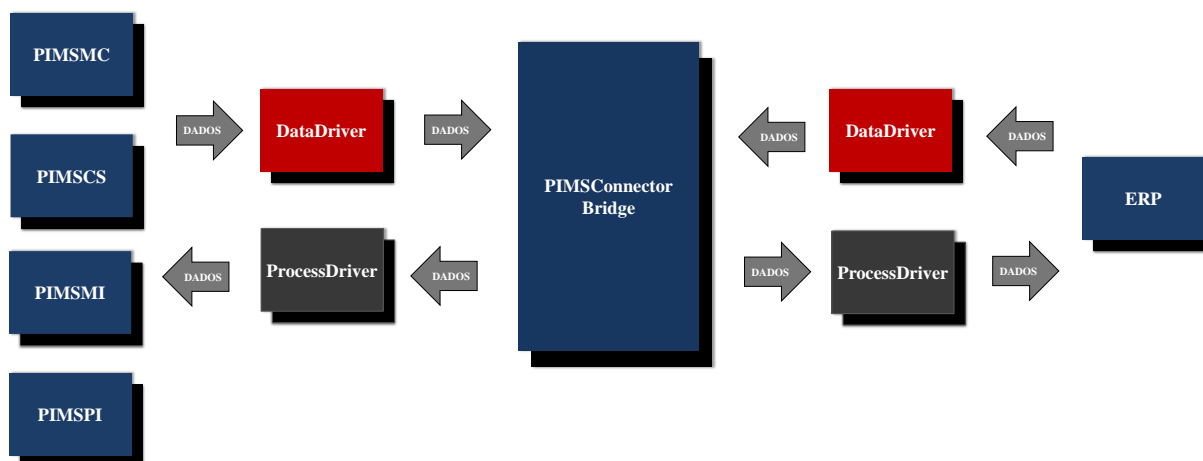 PIMSMC
PIMSCS
PIMSMI
PIMSPI
DADOS
DataDriver
DADOS
DADOS
ProcessDriver
DADOS
PIMSConnector
Bridge
DADOS
DataDriver
DADOS
DADOS
ProcessDriver
DADOS
ERP